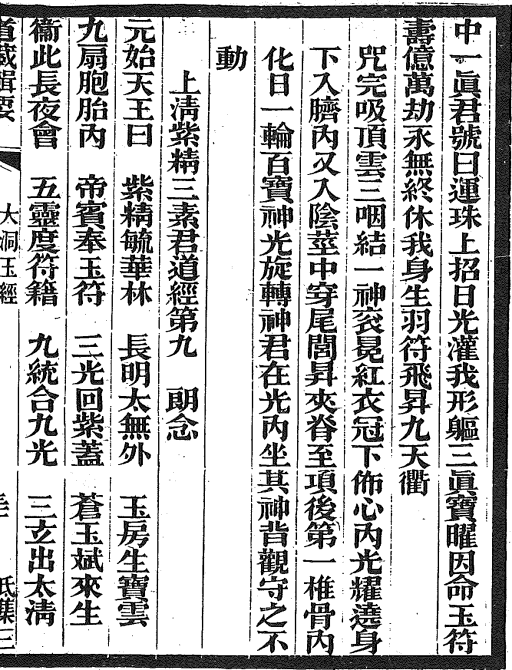 中一眞君號曰運珠上招日光灌我形軀三眞寶曜因命玉符
壽億萬劫永無終休我身生羽符飛昇九天衢
咒完吸頂雲三咽結一神衮冕紅衣冠下佈心內光耀遶身
下入臍內又入陰莖中穿尾閭昇夾脊至項後第一椎骨內
化日一輪百寶神光旋轉神君在光內坐其神背觀守之不
動
上淸紫精三素君道經第九　朗念
元始天王曰　紫精毓華林　長明太無外　玉房生寶雲
九扇胞胎內　帝賓奉玉符　三光回紫蓋　蒼玉斌來生
衞此長夜會　五靈度符籍　九統合九光　三立出太淸
道藏輯要
大洞玉經
氐集三